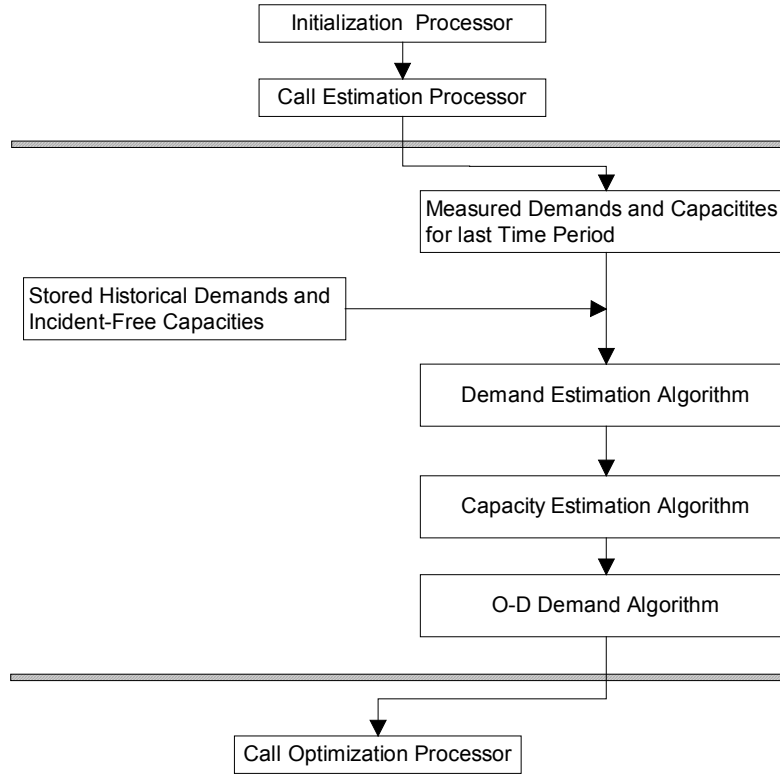 Initialization Processor
Call Estimation Processor
Measured Demands and Capacitites
for last Time Period
Stored Historical Demands and
Incident-Free Capacities
Demand Estimation Algorithm
Capacity Estimation Algorithm
O-D Demand Algorithm
Call Optimization Processor